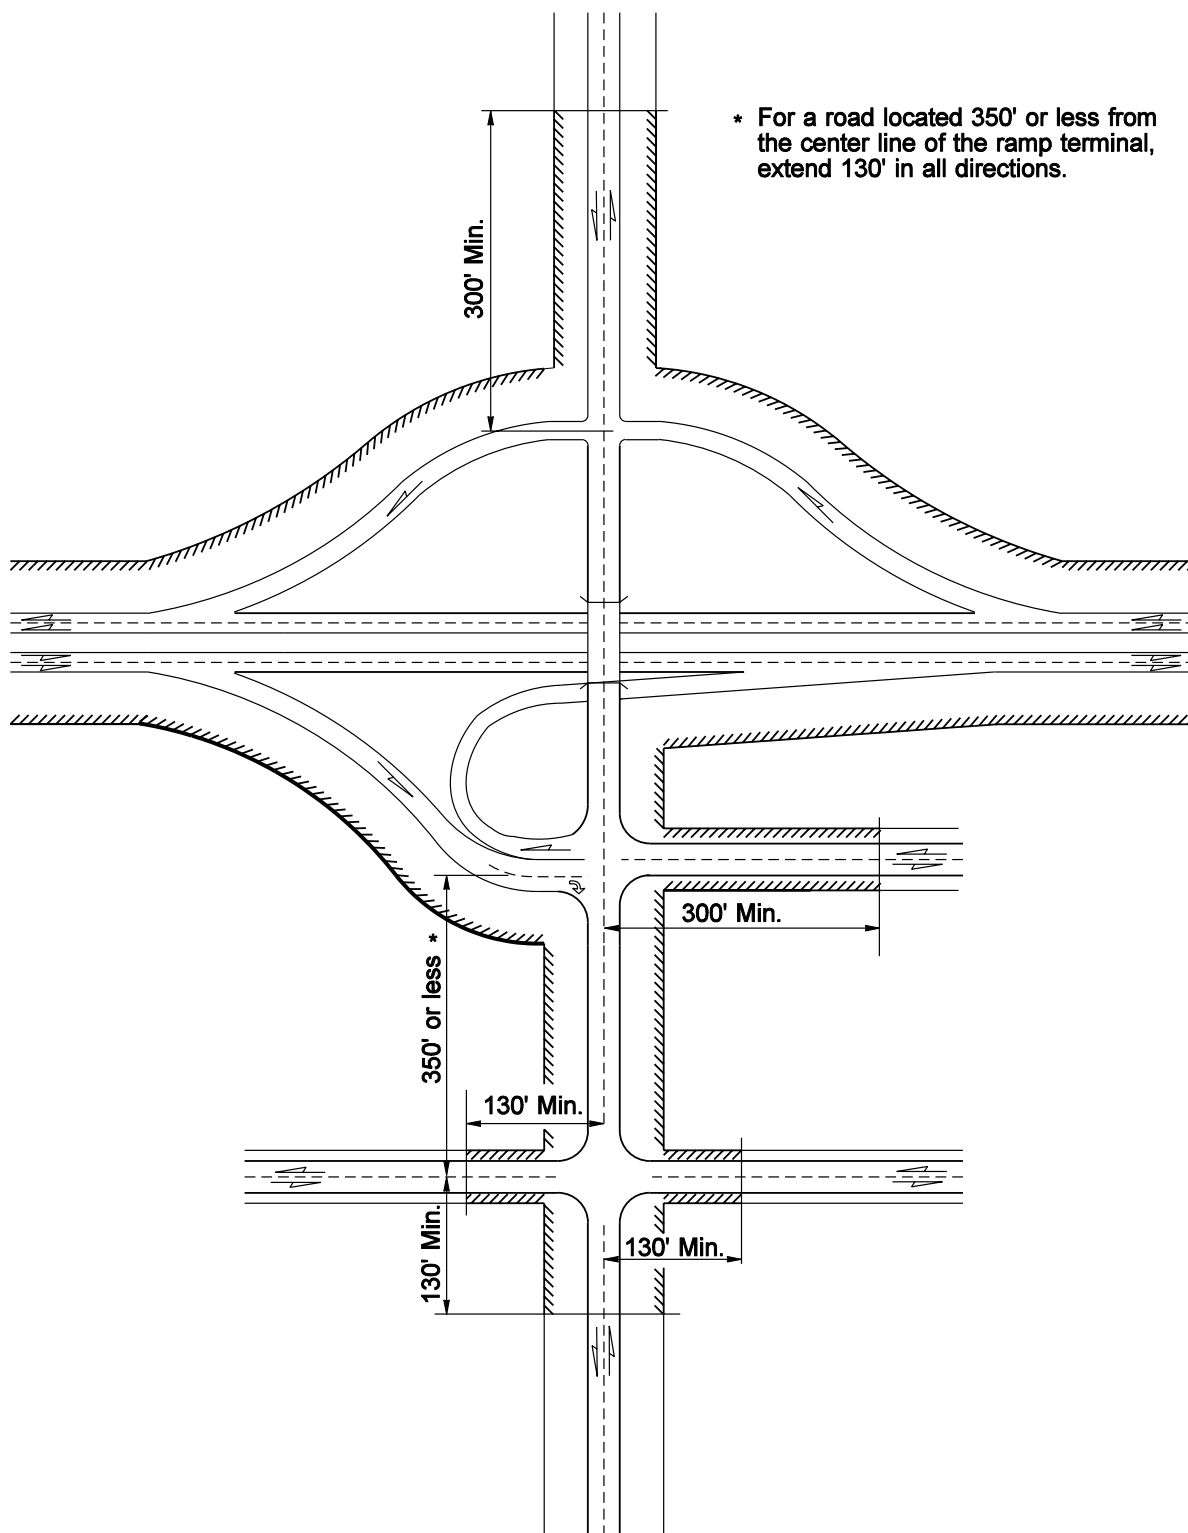 * For a road located 350' or less from
the center line of the ramp terminal,
extend 130' in all directions.
300' Min.
300' Min.
350' or less *
130' Min.
130' Min.
130' Min.